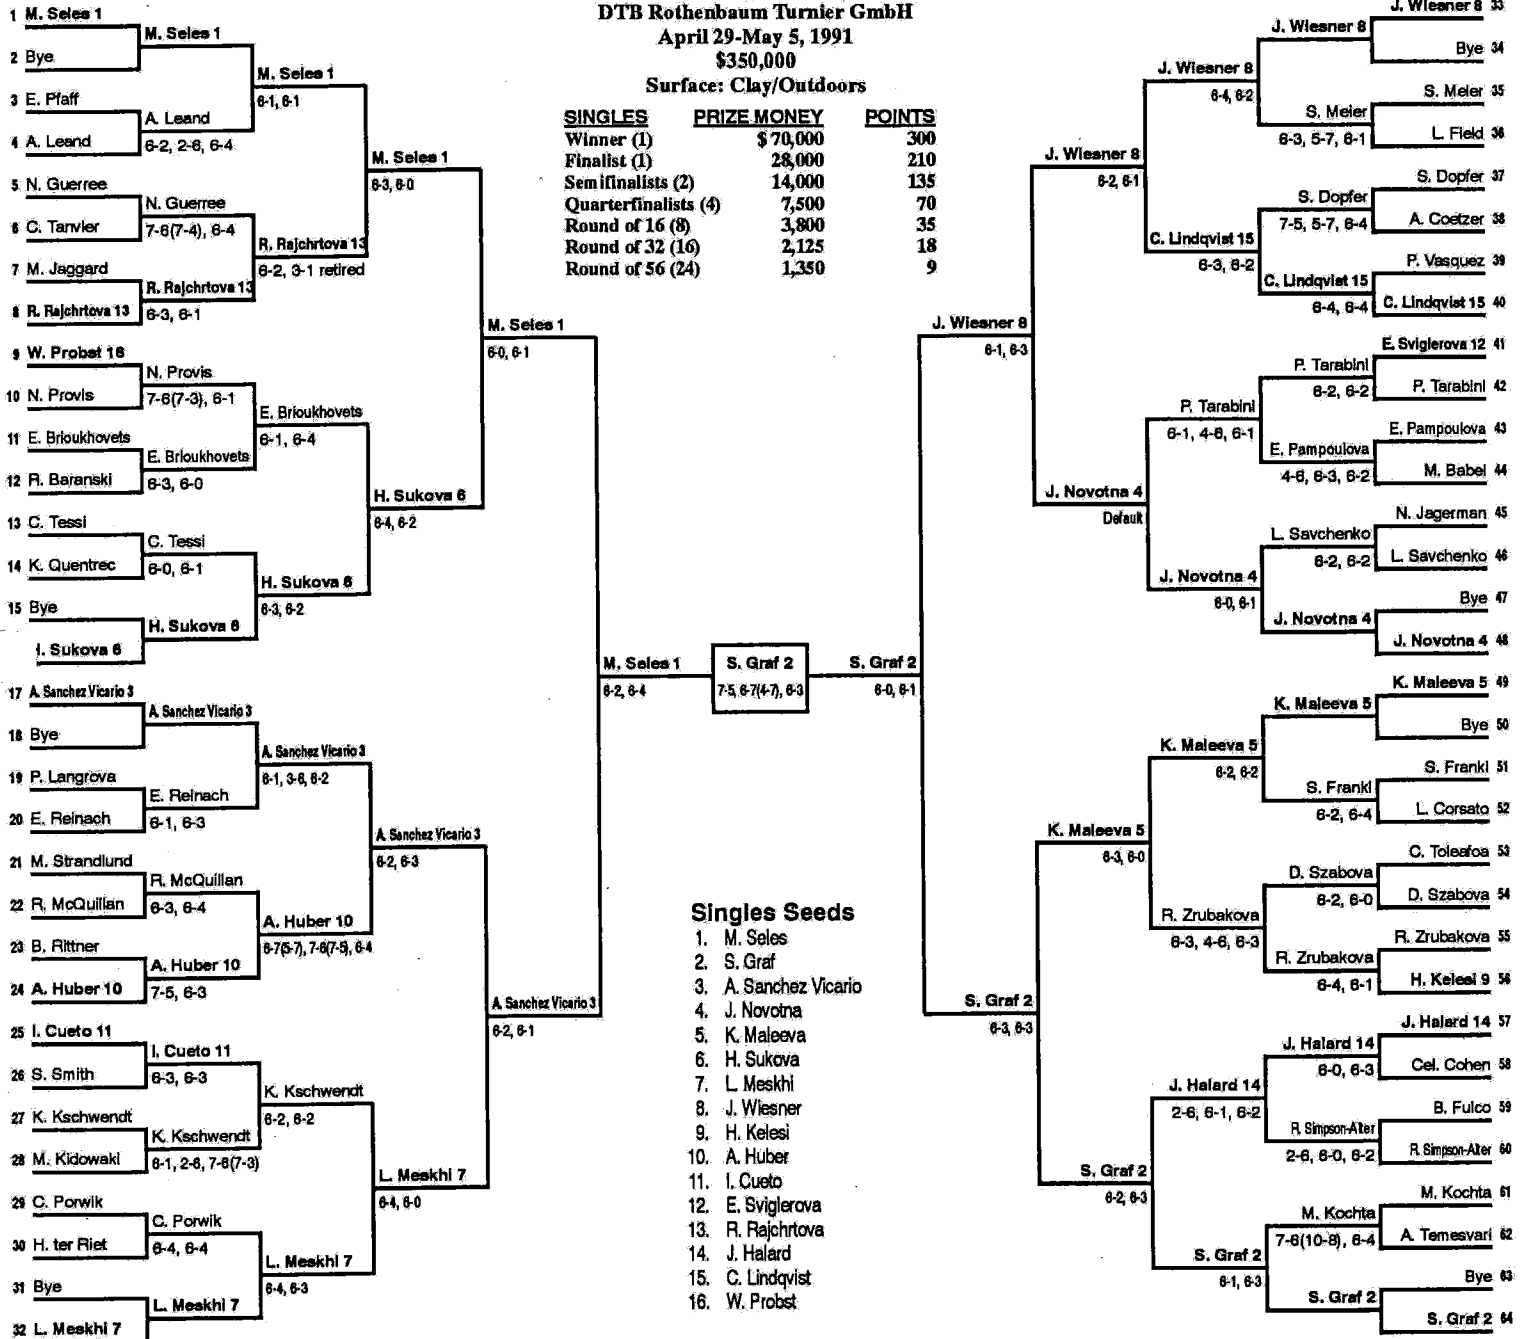 DTB Rothenbaum Turnier GmbH
April 29-May 5, 1991
$350,000
Surface: Clay/Outdoors
SINGLES PRIZE MONEY POINTS
Winner (1) $ 70,000 300
Finalist (1) 28,000 210
Semifinalists (2) 14,000 135
Quarterfinalists (4) 7,500 70
Round of 16 (8) 3,800 35
Round of 32 (16) 2,125 18
Round of 56 (24) 1,350 9
1 M. Seles 1
2 Bye
3 E. Pfaff
4 A. Leand
5 N. Guerree
6 C. Tanvier
7 M. Jaggard
8 R. Rajchrtova 13
9 W. Probst 16
10 N. Provis
11 E. Brioukhovets
12 R. Baranski
13 C. Tessi
14 K. Quentrec
15 Bye
H. Sukova 6
17 A. Sanchez Vicario 3
18 Bye
19 P. Langrova
20 E. Reinach
21 M. Strandlund
22 R. McQuillan
23 B. Rittner
24 A. Huber 10
25 I. Cueto 11
26 S. Smith
27 K. Kschwendt
28 M. Kidowaki
29 C. Porwik
30 H. ter Riet
31 Bye
32 L. Meskhi 7
M. Seles 1
A. Leand
6-2, 2-6, 6-4
N. Guerree
7-6(7-4), 6-4
R. Rajchrtova 13
6-3, 6-1
N. Provis
7-6(7-3), 6-1
E. Brioukhovets
6-3, 6-0
C. Tessi
6-0, 6-1
H. Sukova 6
A. Sanchez Vicario 3
E. Reinach
6-1, 6-3
R. McQuillan
6-3, 6-4
A. Huber 10
7-5, 6-3
I. Cueto 11
6-3, 6-3
K. Kschwendt
6-1, 2-6, 7-6(7-3)
C. Porwik
6-4, 6-4
L. Meskhi 7
M. Seles 1
6-1, 6-1
R. Rajchrtova 13
6-2, 3-1 retired
E. Brioukhovets
6-1, 6-4
H. Sukova 6
6-3, 6-2
A. Sanchez Vicario 3
6-1, 3-6, 6-2
A. Huber 10
6-7(5-7), 7-6(7-5), 6-4
K. Kschwendt
6-2, 6-2
L. Meskhi 7
6-4, 6-3
M. Seles 1
6-3, 6-0
H. Sukova 6
6-4, 6-2
A. Sanchez Vicario 3
6-2, 6-3
L. Meskhi 7
6-4, 6-0
M. Seles 1
6-0, 6-1
A. Sanchez Vicario 3
6-2, 6-1
M. Seles 1
6-2, 6-4
S. Graf 2
7-5, 6-7(4-7), 6-3
S. Graf 2
6-0, 6-1
J. Wiesner 8
6-1, 6-3
S. Graf 2
6-3, 6-3
J. Wiesner 8
6-2, 6-1
J. Novotna 4
Default
K. Maleeva 5
6-3, 6-0
S. Graf 2
6-2, 6-3
J. Wiesner 8
6-4, 6-2
C. Lindqvist 15
6-3, 6-2
P. Tarabini
6-1, 4-6, 6-1
J. Novotna 4
6-0, 6-1
K. Maleeva 5
6-2, 6-2
R. Zrubakova
6-3, 4-6, 6-3
J. Halard 14
2-6, 6-1, 6-2
S. Graf 2
6-1, 6-3
J. Wiesner 8
S. Meier
6-3, 5-7, 6-1
S. Dopfer
7-5, 5-7, 6-4
C. Lindqvist 15
6-4, 6-4
P. Tarabini
6-2, 6-2
E. Pampoulova
4-6, 6-3, 6-2
L. Savchenko
6-2, 6-2
J. Novotna 4
K. Maleeva 5
S. Frankl
6-2, 6-4
D. Szabova
6-2, 6-0
R. Zrubakova
6-4, 6-1
J. Halard 14
6-0, 6-3
R. Simpson-Alter
2-6, 6-0, 6-2
M. Kochta
7-6(10-8), 6-4
S. Graf 2
J. Wiesner 8 33
Bye 34
S. Meier 35
L. Field 36
S. Dopfer 37
A. Coetzer 38
P. Vasquez 39
C. Lindqvist 15 40
E. Sviglerova 12 41
P. Tarabini 42
E. Pampoulova 43
M. Babel 44
N. Jagerman 45
L. Savchenko 46
Bye 47
J. Novotna 4 48
K. Maleeva 5 49
Bye 50
S. Frankl 51
L. Corsato 52
C. Toleafoa 53
D. Szabova 54
R. Zrubakova 55
H. Kelesi 9 56
J. Halard 14 57
Cel. Cohen 58
B. Fulco 59
R. Simpson-Alter 60
M. Kochta 61
A. Temesvari 62
Bye 63
S. Graf 2 64
Singles Seeds
1. M. Seles
2. S. Graf
3. A. Sanchez Vicario
4. J. Novotna
5. K. Maleeva
6. H. Sukova
7. L. Meskhi
8. J. Wiesner
9. H. Kelesi
10. A. Huber
11. I. Cueto
12. E. Sviglerova
13. R. Rajchrtova
14. J. Halard
15. C. Lindqvist
16. W. Probst